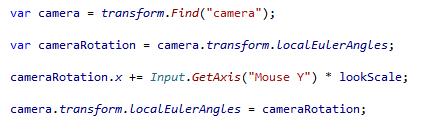 var camera = transform.Find("camera");
var cameraRotation = camera.transform.localEulerAngles;
cameraRotation.x += Input.GetAxis("Mouse Y") * lookScale;
camera.transform.localEulerAngles = cameraRotation;